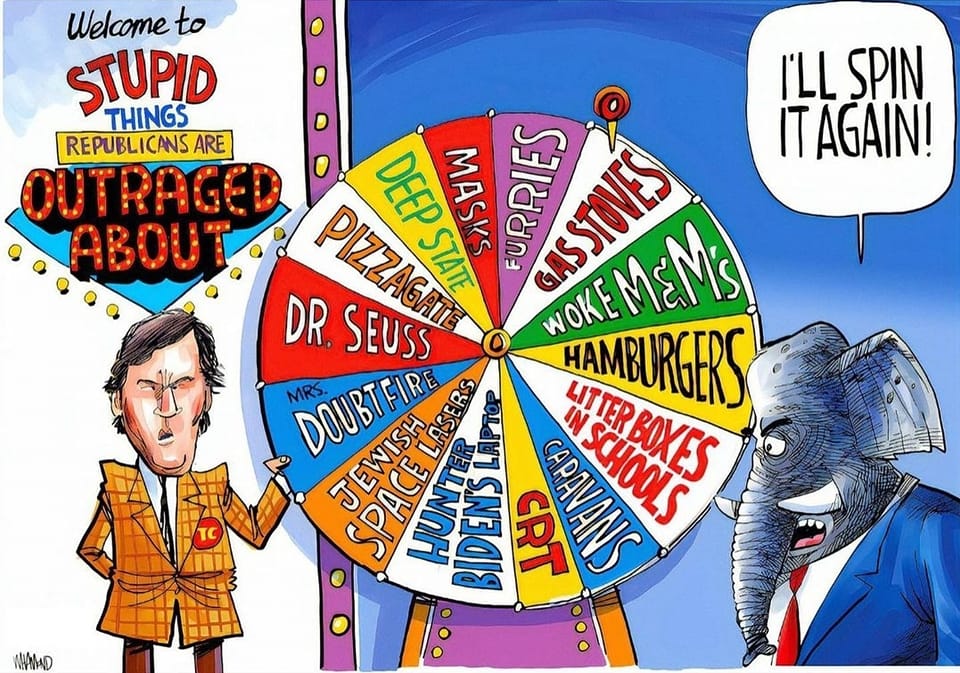 Welcome to
STUPID
THINGS
REPUBLICANS ARE
OUTRAGED
ABOUT
I'LL SPIN
IT AGAIN!
MASKS
FURRIES
GAS STOVES
WOKE M&M's
HAMBURGERS
LITTER BOXES
IN SCHOOLS
CARAVANS
CRT
HUNTER
BIDEN'S LAPTOP
JEWISH
SPACE LASERS
MRS.
DOUBTFIRE
DR. SEUSS
PIZZAGATE
DEEP STATE
TC
WHAMOND